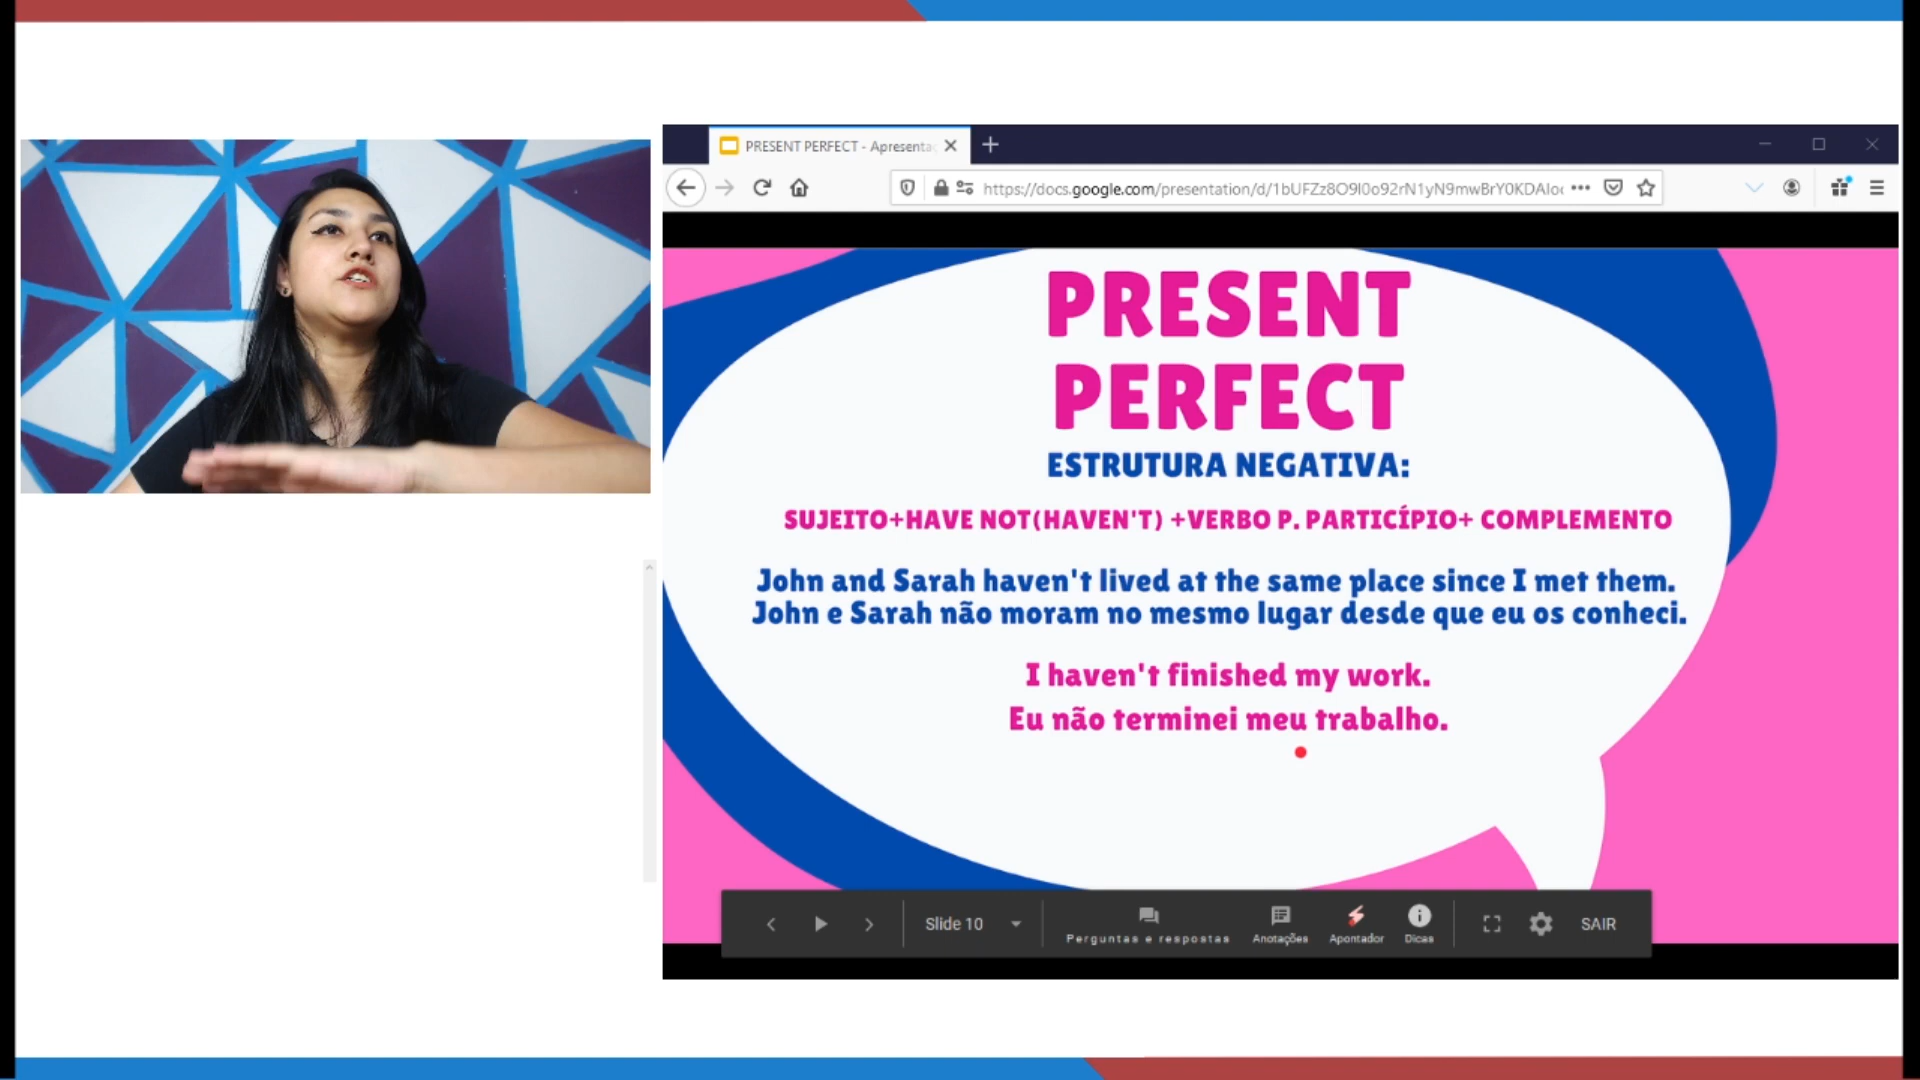 PRESENT PERFECT - Apresentaç
https://docs.google.com/presentation/d/1bUFZz8O9l0o92rN1yN9mwBrY0KDAloc
PRESENT
PERFECT
ESTRUTURA NEGATIVA:
SUJEITO+HAVE NOT(HAVEN'T) +VERBO P. PARTICÍPIO+ COMPLEMENTO
John and Sarah haven't lived at the same place since I met them.
John e Sarah não moram no mesmo lugar desde que eu os conheci.
I haven't finished my work.
Eu não terminei meu trabalho.
Slide 10
Perguntas e respostas
Anotações
Apontador
Dicas
SAIR